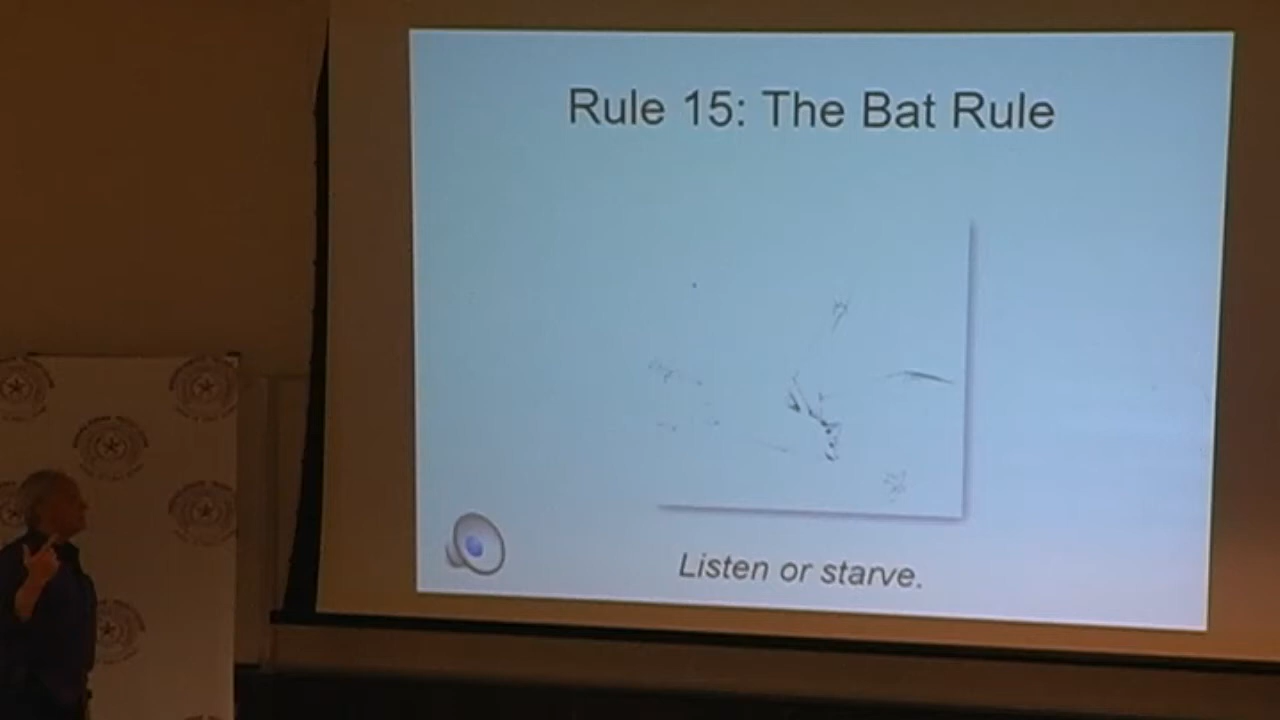 Rule 15: The Bat Rule
Listen or starve.